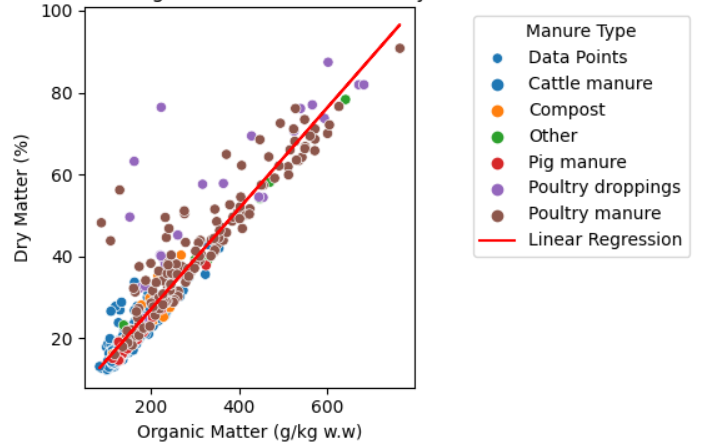 100
80
60
40
20
Dry Matter (%)
200
400
600
Organic Matter (g/kg w.w)
Manure Type
Data Points
Cattle manure
Compost
Other
Pig manure
Poultry droppings
Poultry manure
Linear Regression